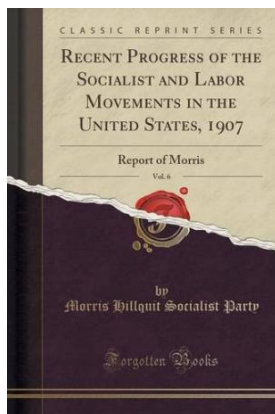 CLASSIC REPRINT SERIES
RECENT PROGRESS OF THE
SOCIALIST AND LABOR
MOVEMENTS IN THE
UNITED STATES, 1907
Report of Morris
Vol. 6
by
Morris Hillquit Socialist Party
Forgotten Books